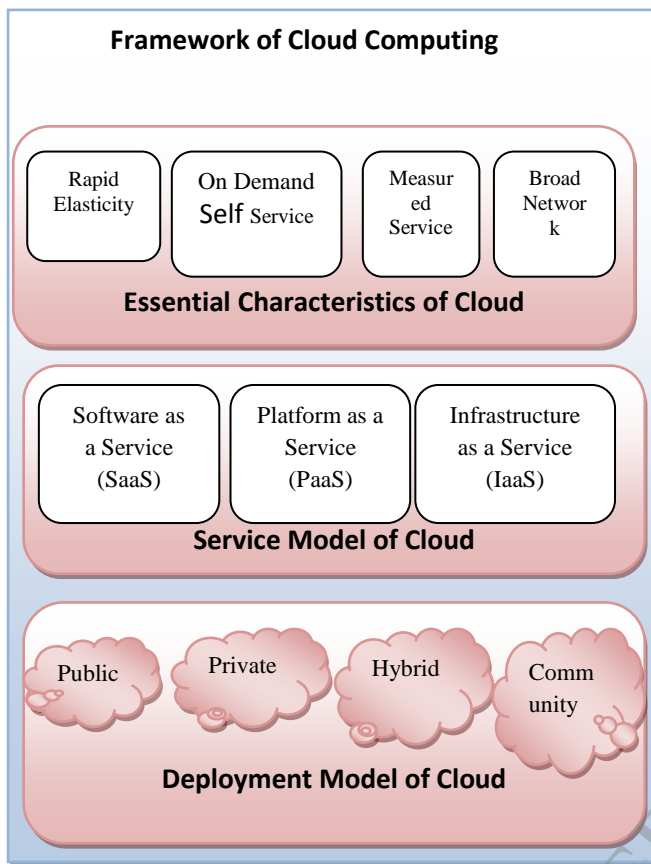 Framework of Cloud Computing
Rapid
Elasticity
On Demand
Self Service
Measur
ed
Service
Broad
Networ
k
Essential Characteristics of Cloud
Software as
a Service
(SaaS)
Platform as a
Service
(PaaS)
Infrastructure
as a Service
(IaaS)
Service Model of Cloud
Public
Private
Hybrid
Comm
unity
Deployment Model of Cloud